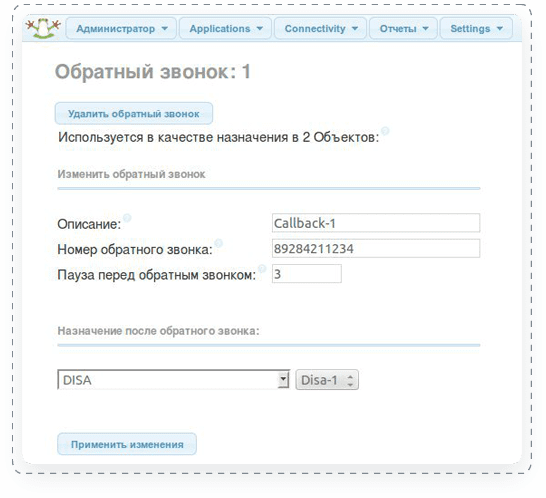 Администратор Applications Connectivity Отчеты Settings
Обратный звонок: 1
Удалить обратный звонок
Используется в качестве назначения в 2 Объектов:
Изменить обратный звонок
Описание: Callback-1
Номер обратного звонка: 89284211234
Пауза перед обратным звонком: 3
Назначение после обратного звонка:
DISA Disa-1
Применить изменения